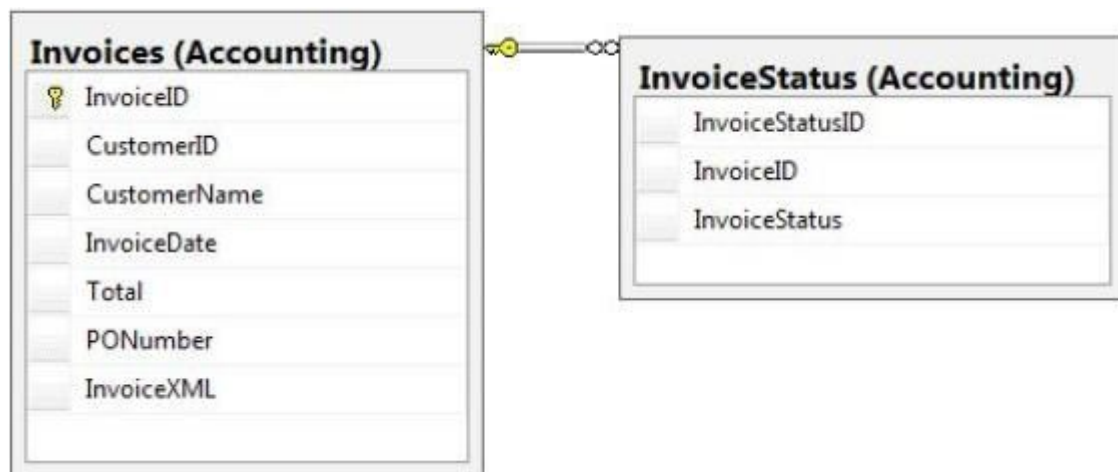 Invoices (Accounting)
InvoiceID
CustomerID
CustomerName
InvoiceDate
Total
PONumber
InvoiceXML
InvoiceStatus (Accounting)
InvoiceStatusID
InvoiceID
InvoiceStatus